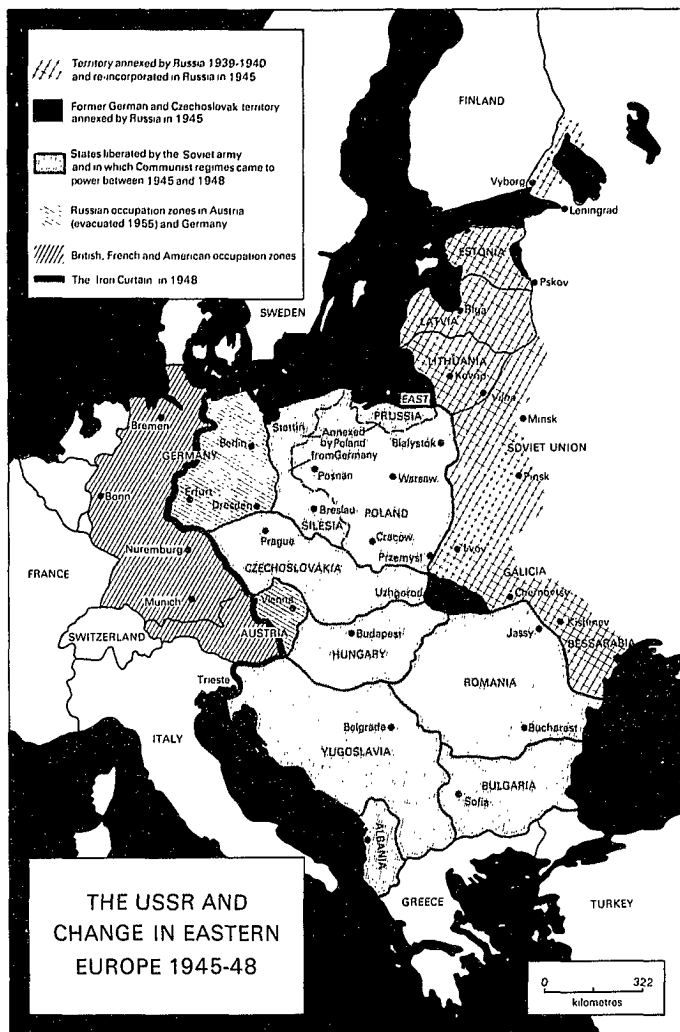 Territory annexed by Russia 1939-1940
and re-incorporated in Russia in 1945
Former German and Czechoslovak territory
annexed by Russia in 1945
States liberated by the Soviet army
and in which Communist regimes came to
power between 1945 and 1948
Russian occupation zones in Austria
(evacuated 1955) and Germany
British, French and American occupation zones
The Iron Curtain in 1948
FINLAND
Vyborg
Leningrad
ESTONIA
Pskov
SWEDEN
Riga
LATVIA
LITHUANIA
Kovno
Vilna
EAST
PRUSSIA
Minsk
Bremen
Stettin
Annexed
by Poland
from Germany
Bialystok
GERMANY
Berlin
SOVIET UNION
Posnan
Warsaw
Pinsk
Bonn
Erfurt
Dresden
Breslau
SILESIA
POLAND
Prague
Cracow
Przemysl
Lvov
Nuremburg
CZECHOSLOVAKIA
GALICIA
FRANCE
Uzhgorod
Chernovtsy
Munich
Vienna
Kishinev
SWITZERLAND
AUSTRIA
Budapest
Jassy
BESSARABIA
HUNGARY
Trieste
ROMANIA
ITALY
Belgrade
Bucharest
YUGOSLAVIA
BULGARIA
Sofia
ALBANIA
GREECE
TURKEY
THE USSR AND
CHANGE IN EASTERN
EUROPE 1945-48
0 322
kilometres